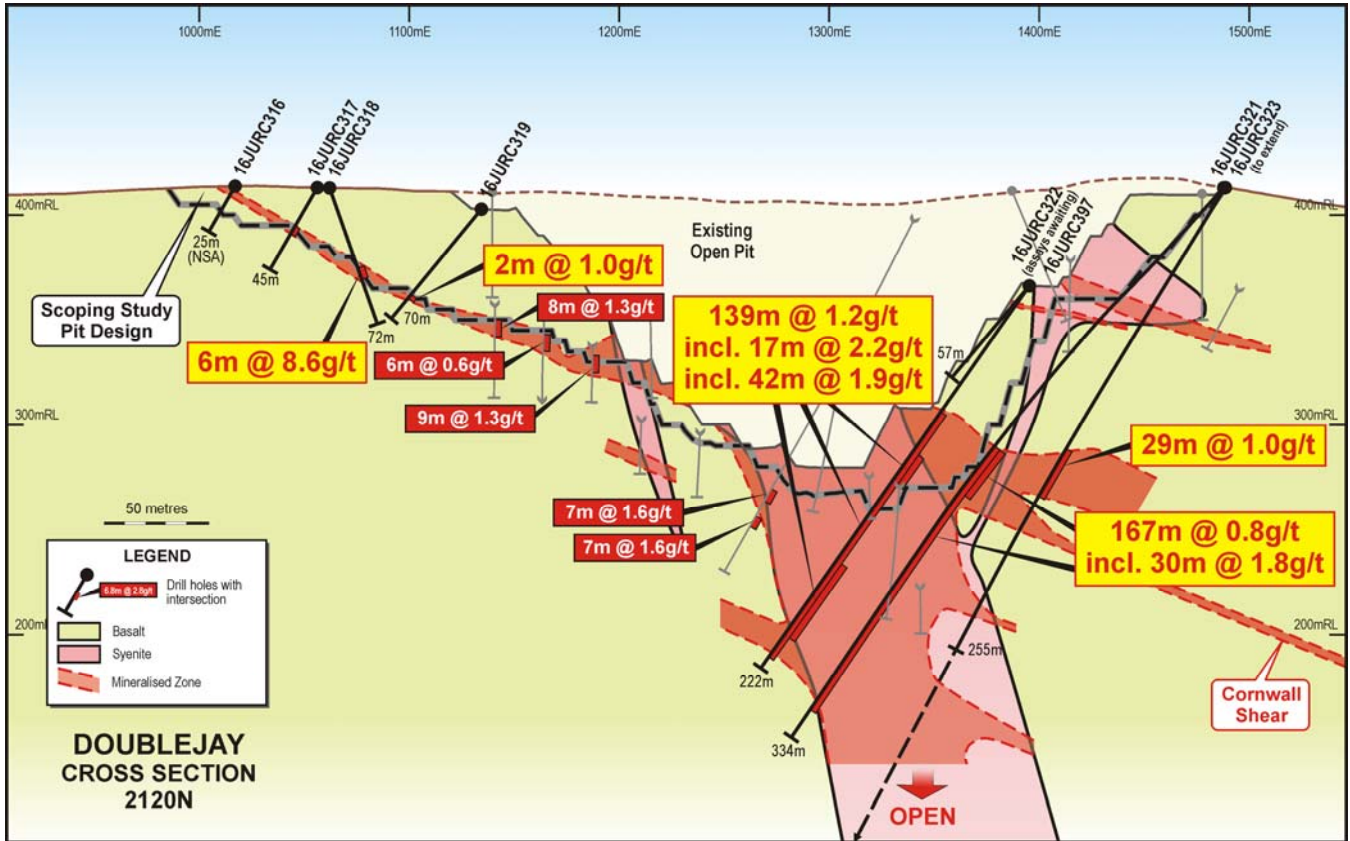 1000mE
1100mE
1200mE
1300mE
1400mE
1500mE
16JURC316
16JURC317
16JURC318
16JURC319
16JURC321
16JURC323
(to extend)
16JURC322
(assays awaiting)
16JURC397
400mRL
400mRL
Existing
Open Pit
25m
(NSA)
45m
Scoping Study
Pit Design
72m
70m
2m @ 1.0g/t
8m @ 1.3g/t
6m @ 8.6g/t
6m @ 0.6g/t
9m @ 1.3g/t
139m @ 1.2g/t
incl. 17m @ 2.2g/t
incl. 42m @ 1.9g/t
57m
300mRL
300mRL
29m @ 1.0g/t
7m @ 1.6g/t
7m @ 1.6g/t
167m @ 0.8g/t
incl. 30m @ 1.8g/t
50 metres
LEGEND
6.8m @ 2.8g/t
Drill holes with
intersection
Basalt
Syenite
Mineralised Zone
200mRL
200mRL
222m
255m
334m
Cornwall
Shear
DOUBLEJAY
CROSS SECTION
2120N
OPEN